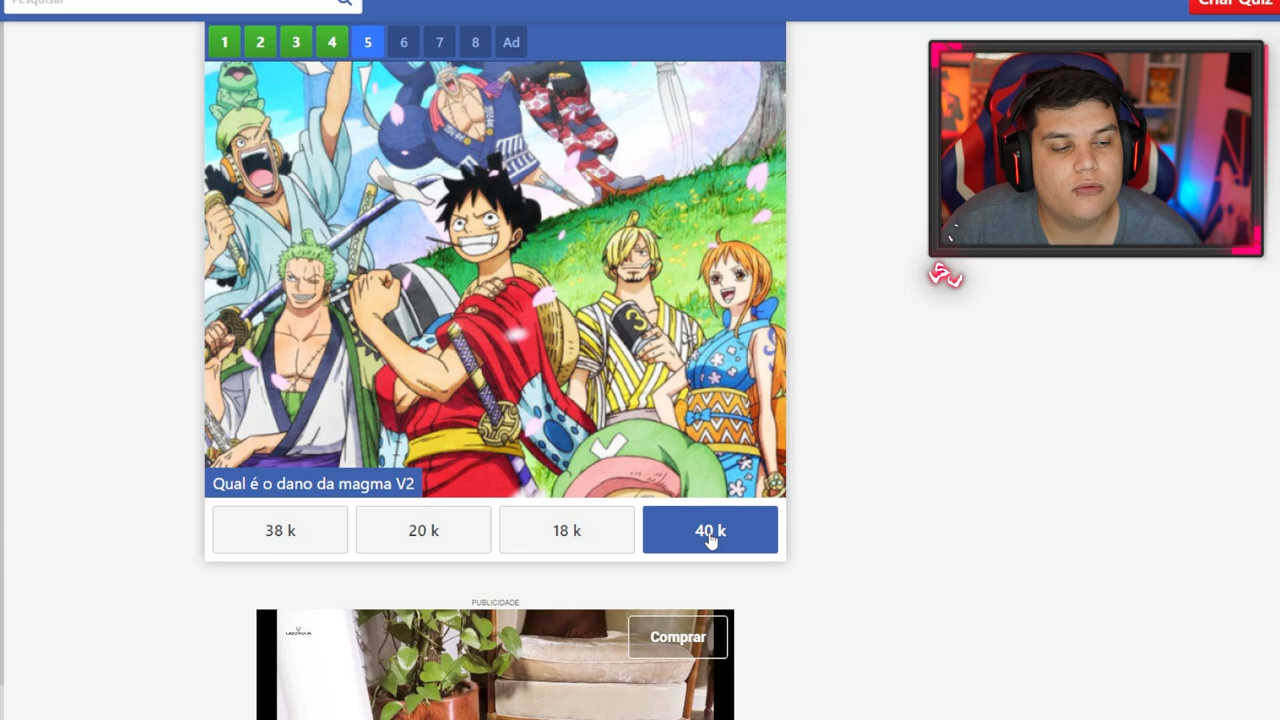 Criar Quiz
1 2 3 4 5 6 7 8 Ad
3
Qual é o dano da magma V2
38 k
20 k
18 k
40 k
PUBLICIDADE
Comprar